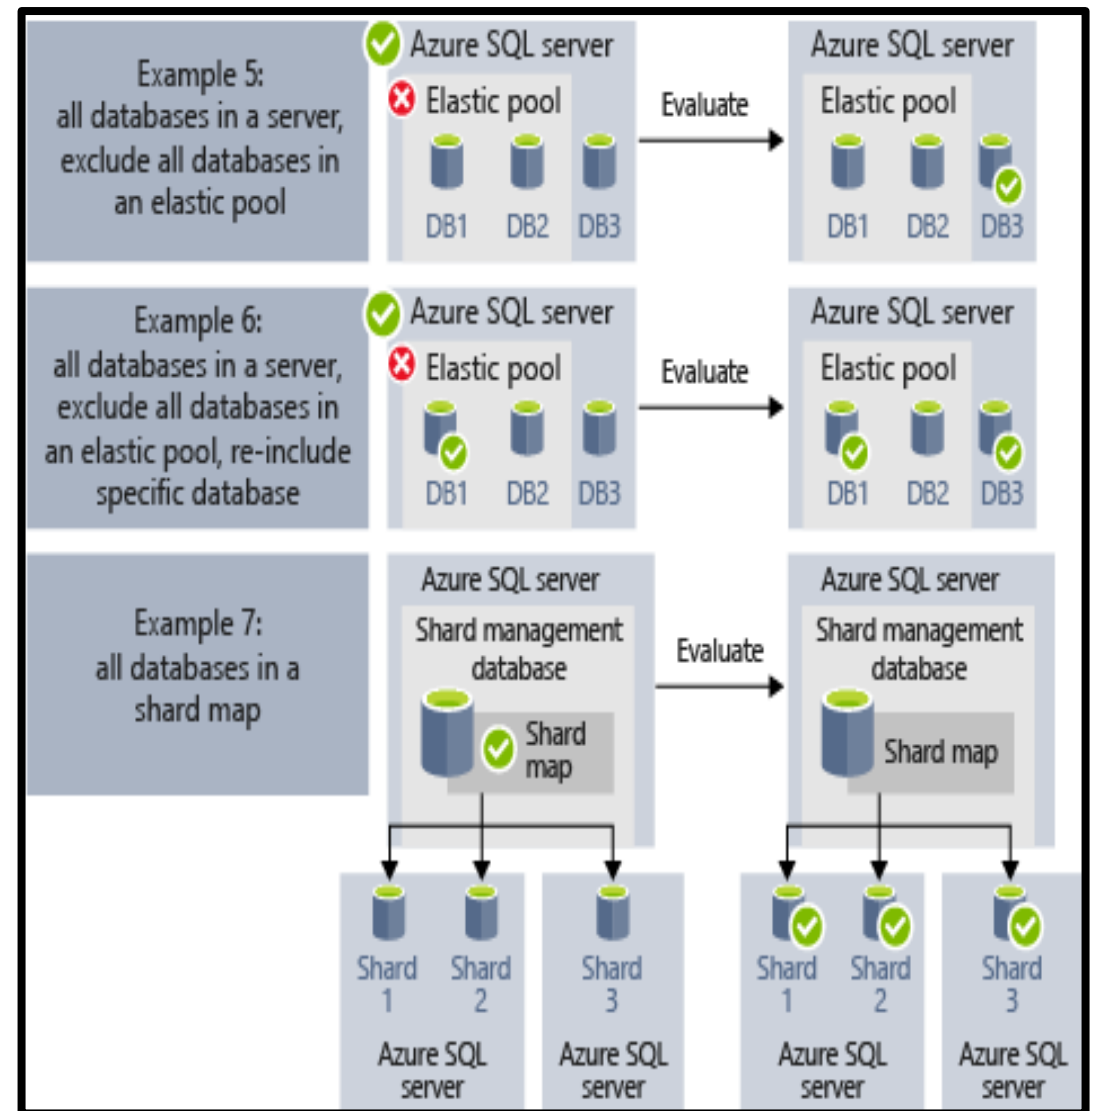 Example 5:
all databases in a server,
exclude all databases in
an elastic pool
Azure SQL server
Elastic pool
DB1 DB2 DB3
Evaluate
Azure SQL server
Elastic pool
DB1 DB2 DB3
Example 6:
all databases in a server,
exclude all databases in
an elastic pool, re-include
specific database
Azure SQL server
Elastic pool
DB1 DB2 DB3
Evaluate
Azure SQL server
Elastic pool
DB1 DB2 DB3
Example 7:
all databases in a
shard map
Azure SQL server
Shard management
database
Shard
map
Evaluate
Azure SQL server
Shard management
database
Shard map
Shard
1
Shard
2
Azure SQL
server
Shard
3
Azure SQL
server
Shard
1
Shard
2
Azure SQL
server
Shard
3
Azure SQL
server